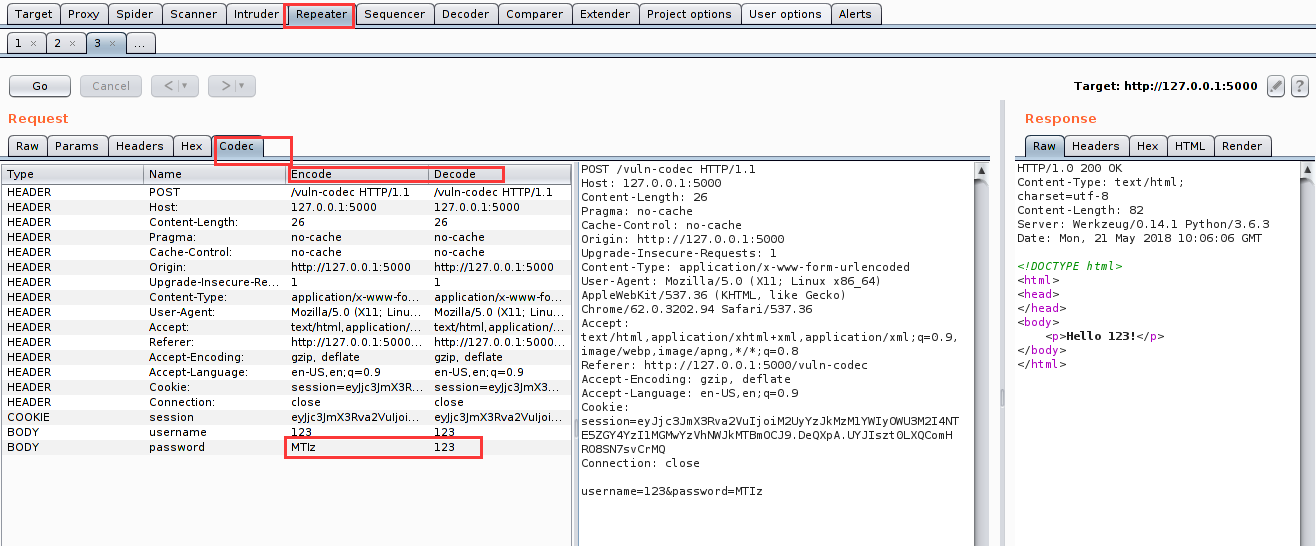 Target Proxy Spider Scanner Intruder Repeater Sequencer Decoder Comparer Extender Project options User options Alerts
1 × 2 × 3 × ...
Go Cancel < | ▼ > | ▼ Target: http://127.0.0.1:5000 ?
Request
Raw Params Headers Hex Codec
Type Name Encode Decode
HEADER POST /vuln-codec HTTP/1.1 /vuln-codec HTTP/1.1
HEADER Host: 127.0.0.1:5000 127.0.0.1:5000
HEADER Content-Length: 26 26
HEADER Pragma: no-cache no-cache
HEADER Cache-Control: no-cache no-cache
HEADER Origin: http://127.0.0.1:5000 http://127.0.0.1:5000
HEADER Upgrade-Insecure-Re... 1 1
HEADER Content-Type: application/x-www-fo... application/x-www-fo...
HEADER User-Agent: Mozilla/5.0 (X11; Linu... Mozilla/5.0 (X11; Linu...
HEADER Accept: text/html,application/... text/html,application/...
HEADER Referer: http://127.0.0.1:5000... http://127.0.0.1:5000...
HEADER Accept-Encoding: gzip, deflate gzip, deflate
HEADER Accept-Language: en-US,en;q=0.9 en-US,en;q=0.9
HEADER Cookie: session=eyJjc3JmX3R... session=eyJjc3JmX3...
HEADER Connection: close close
COOKIE session eyJjc3JmX3Rva2VuIjoi... eyJjc3JmX3Rva2VuIjoi...
BODY username 123 123
BODY password MTIz 123
POST /vuln-codec HTTP/1.1
Host: 127.0.0.1:5000
Content-Length: 26
Pragma: no-cache
Cache-Control: no-cache
Origin: http://127.0.0.1:5000
Upgrade-Insecure-Requests: 1
Content-Type: application/x-www-form-urlencoded
User-Agent: Mozilla/5.0 (X11; Linux x86_64)
AppleWebKit/537.36 (KHTML, like Gecko)
Chrome/62.0.3202.94 Safari/537.36
Accept:
text/html,application/xhtml+xml,application/xml;q=0.9,
image/webp,image/apng,*/*;q=0.8
Referer: http://127.0.0.1:5000/vuln-codec
Accept-Encoding: gzip, deflate
Accept-Language: en-US,en;q=0.9
Cookie:
session=eyJjc3JmX3Rva2VuIjoiM2UyYzJkMzM1YWIyOWU3M2I4NT
E5ZGY4YzI1MGMwYzVhNWJkMTBmOCJ9.DeQXpA.UYJIszt0LXQComH
RO8SN7svCrMQ
Connection: close
username=123&password=MTIz
Response
Raw Headers Hex HTML Render
HTTP/1.0 200 OK
Content-Type: text/html;
charset=utf-8
Content-Length: 82
Server: Werkzeug/0.14.1 Python/3.6.3
Date: Mon, 21 May 2018 10:06:06 GMT
<!DOCTYPE html>
<html>
<head>
</head>
<body>
<p>Hello 123!</p>
</body>
</html>